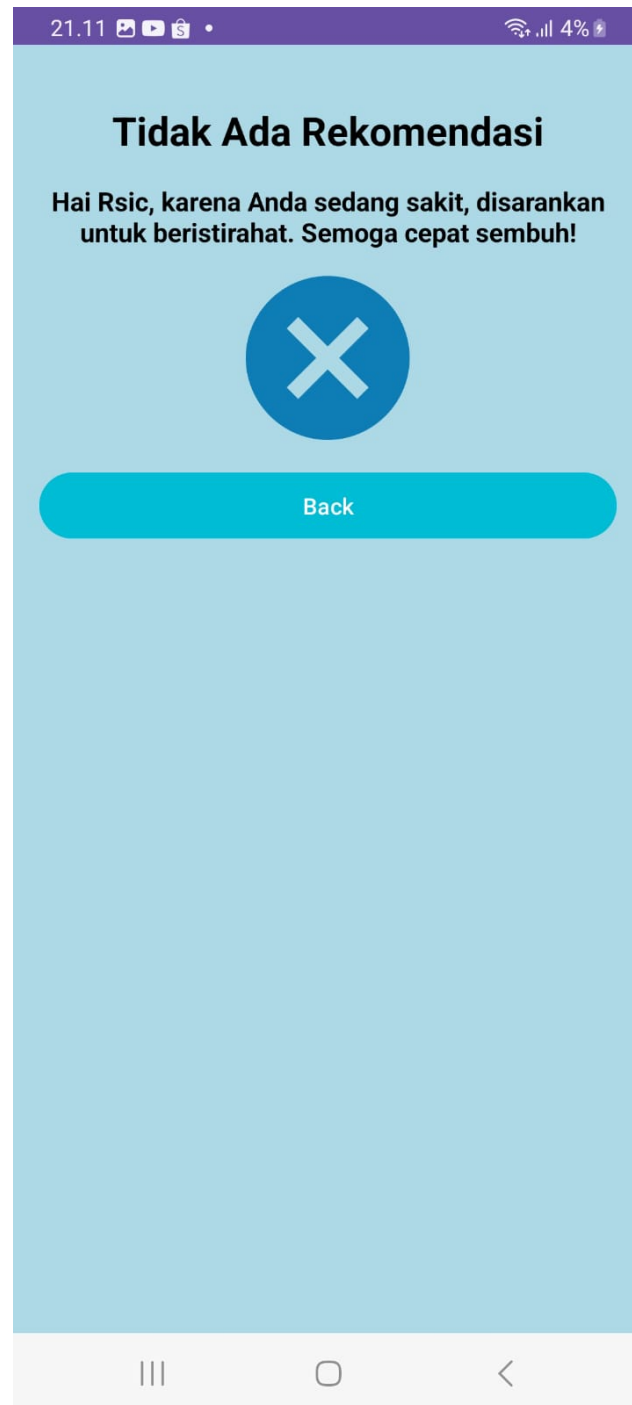 21.11 4%
Tidak Ada Rekomendasi
Hai Rsic, karena Anda sedang sakit, disarankan
untuk beristirahat. Semoga cepat sembuh!
Back